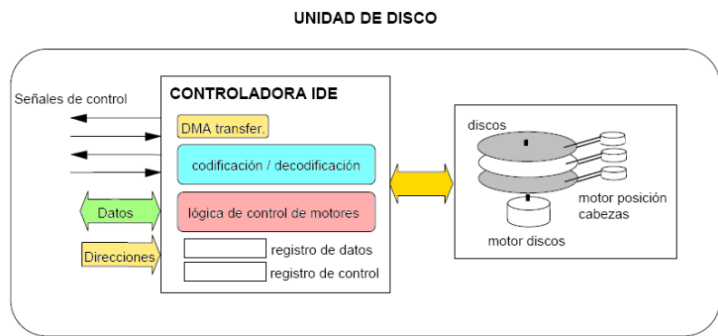 UNIDAD DE DISCO
Señales de control
CONTROLADORA IDE
DMA transfer.
codificación / decodificación
Datos
lógica de control de motores
Direcciones
registro de datos
registro de control
discos
motor posición
cabezas
motor discos